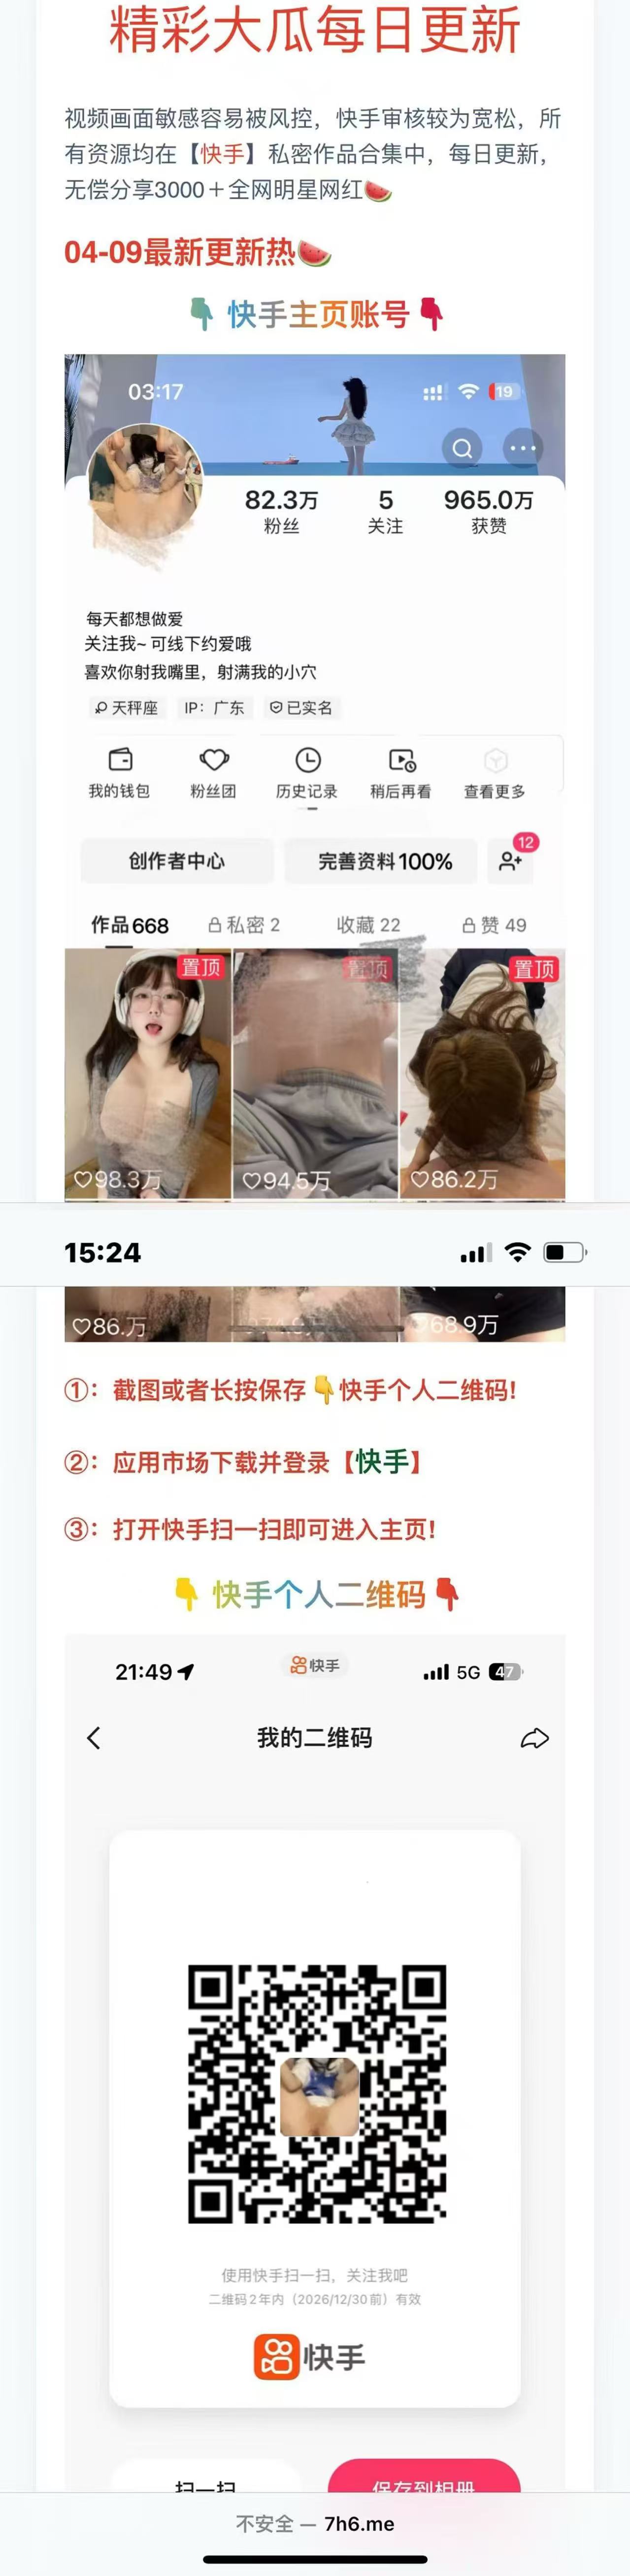 精彩大瓜每日更新
视频画面敏感容易被风控，快手审核较为宽松，所
有资源均在【快手】私密作品合集中，每日更新，
无偿分享3000＋全网明星网红🍉
04-09最新更新热🍉
👇快手主页账号👇
03:17
19
82.3万
5
965.0万
粉丝
关注
获赞
每天都想做爱
关注我~ 可线下约爱哦
喜欢你射我嘴里，射满我的小穴
天秤座
IP：广东
已实名
我的钱包
粉丝团
历史记录
稍后再看
查看更多
创作者中心
完善资料100%
12
作品668
私密 2
收藏 22
赞 49
置顶
置顶
置顶
98.3万
94.5万
86.2万
15:24
86.万
68.9万
①：截图或者长按保存👇快手个人二维码!
②：应用市场下载并登录【快手】
③：打开快手扫一扫即可进入主页!
👇快手个人二维码👇
21:49
快手
5G
47
我的二维码
使用快手扫一扫，关注我吧
二维码2年内（2026/12/30前）有效
快手
扫一扫
保存到相册
不安全 — 7h6.me